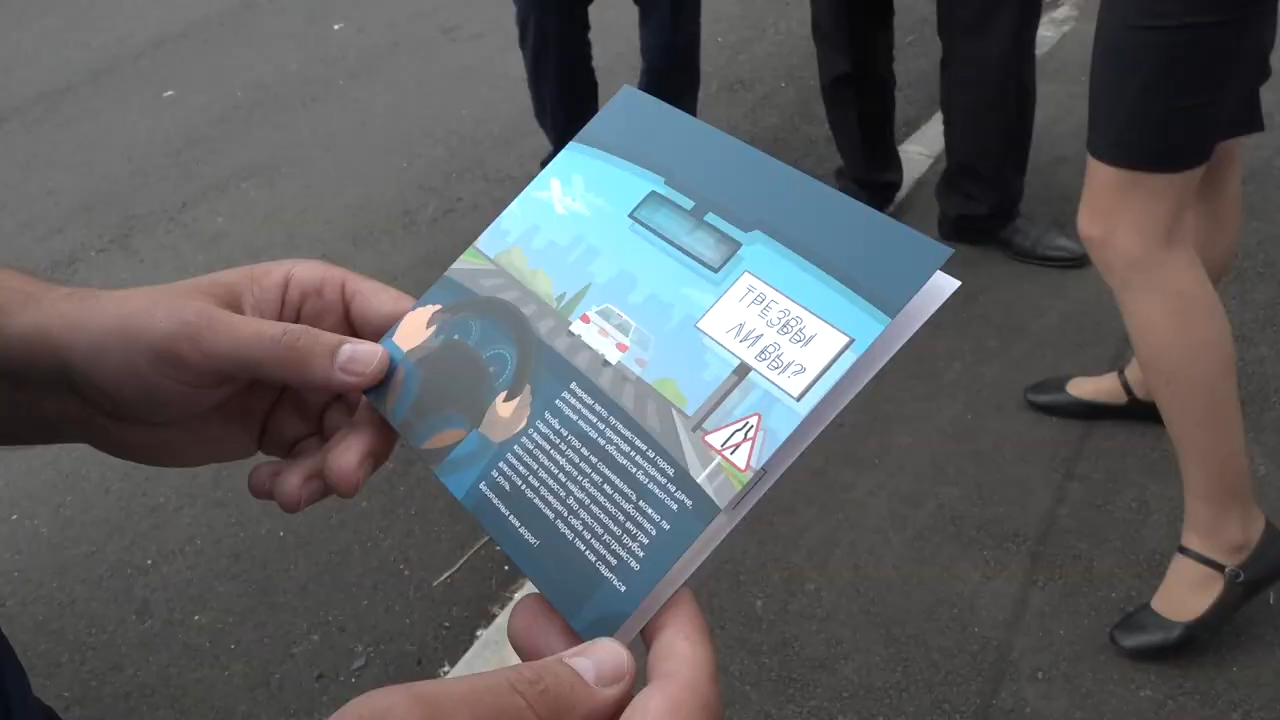 ТРЕЗВЫ
ЛИ ВЫ?
Впереди лето: путешествия за город,
развлечения на природе и выходные на даче,
которые иногда не обходятся без алкоголя.
Чтобы на утро вы не сомневались, можно ли
садиться за руль или нет, мы позаботились
о вашем комфорте и безопасности: внутри
этой открытки вы найдёте несколько трубок
контроля трезвости. Это простое устройство
поможет вам проверить себя на наличие
алкоголя в организме, перед тем как садиться
за руль.
Безопасных вам дорог!